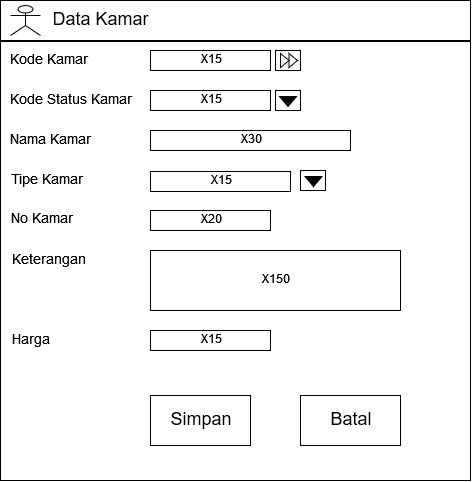 Data Kamar
Kode Kamar X15
Kode Status Kamar X15
Nama Kamar X30
Tipe Kamar X15
No Kamar X20
Keterangan X150
Harga X15
Simpan Batal